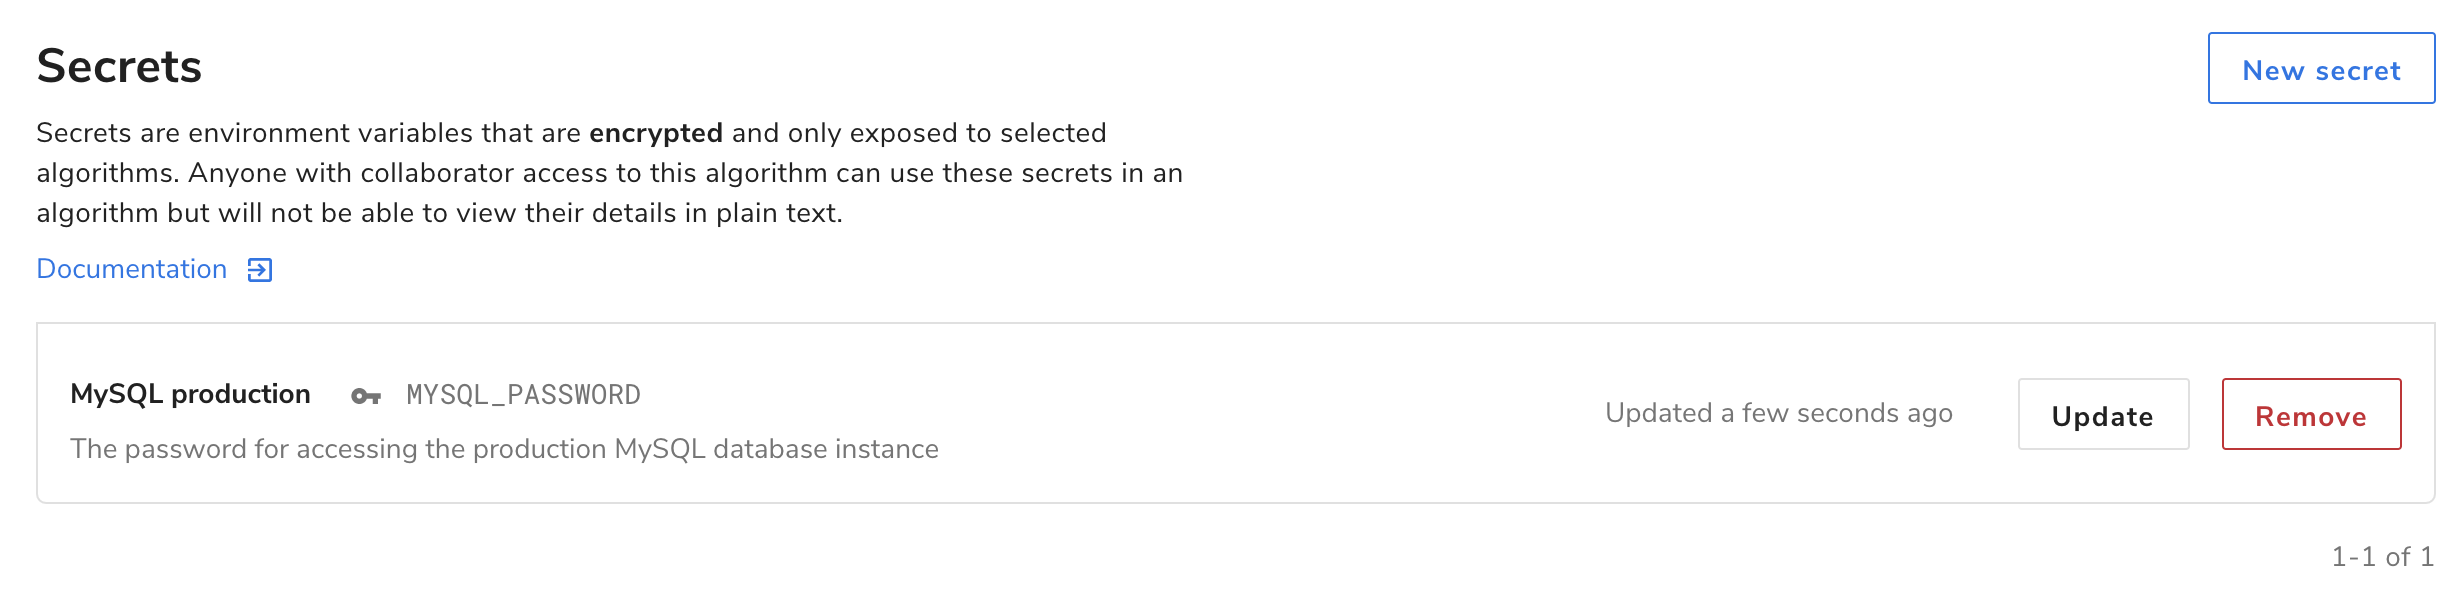 Secrets
New secret
Secrets are environment variables that are encrypted and only exposed to selected
algorithms. Anyone with collaborator access to this algorithm can use these secrets in an
algorithm but will not be able to view their details in plain text.
Documentation
MySQL production MYSQL_PASSWORD
The password for accessing the production MySQL database instance
Updated a few seconds ago
Update
Remove
1-1 of 1